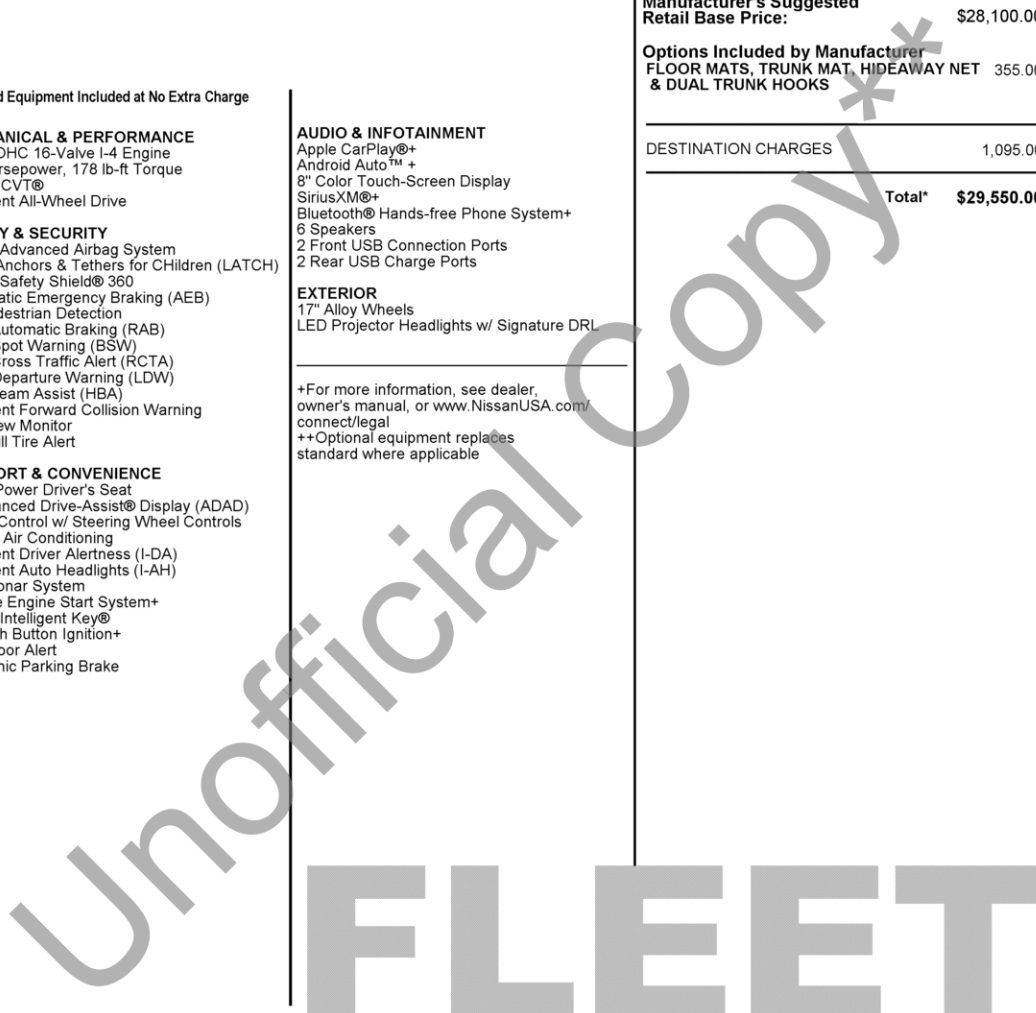 d Equipment Included at No Extra Charge
ANICAL & PERFORMANCE
OHC 16-Valve I-4 Engine
rsepower, 178 lb-ft Torque
CVT®
ent All-Wheel Drive
Y & SECURITY
Advanced Airbag System
Anchors & Tethers for CHildren (LATCH)
Safety Shield® 360
atic Emergency Braking (AEB)
destrian Detection
utomatic Braking (RAB)
pot Warning (BSW)
ross Traffic Alert (RCTA)
Departure Warning (LDW)
eam Assist (HBA)
ent Forward Collision Warning
ew Monitor
ill Tire Alert
ORT & CONVENIENCE
Power Driver's Seat
nced Drive-Assist® Display (ADAD)
Control w/ Steering Wheel Controls
Air Conditioning
ent Driver Alertness (I-DA)
ent Auto Headlights (I-AH)
onar System
e Engine Start System+
Intelligent Key®
h Button Ignition+
oor Alert
nic Parking Brake
AUDIO & INFOTAINMENT
Apple CarPlay®+
Android Auto™ +
8" Color Touch-Screen Display
SiriusXM®+
Bluetooth® Hands-free Phone System+
6 Speakers
2 Front USB Connection Ports
2 Rear USB Charge Ports
EXTERIOR
17" Alloy Wheels
LED Projector Headlights w/ Signature DRL
+For more information, see dealer,
owner's manual, or www.NissanUSA.com/
connect/legal
++Optional equipment replaces
standard where applicable
Manufacturer's Suggested
Retail Base Price: $28,100.00
Options Included by Manufacturer
FLOOR MATS, TRUNK MAT, HIDEAWAY NET 355.00
& DUAL TRUNK HOOKS
DESTINATION CHARGES 1,095.00
Total* $29,550.00
Unofficial Copy**
FLEET